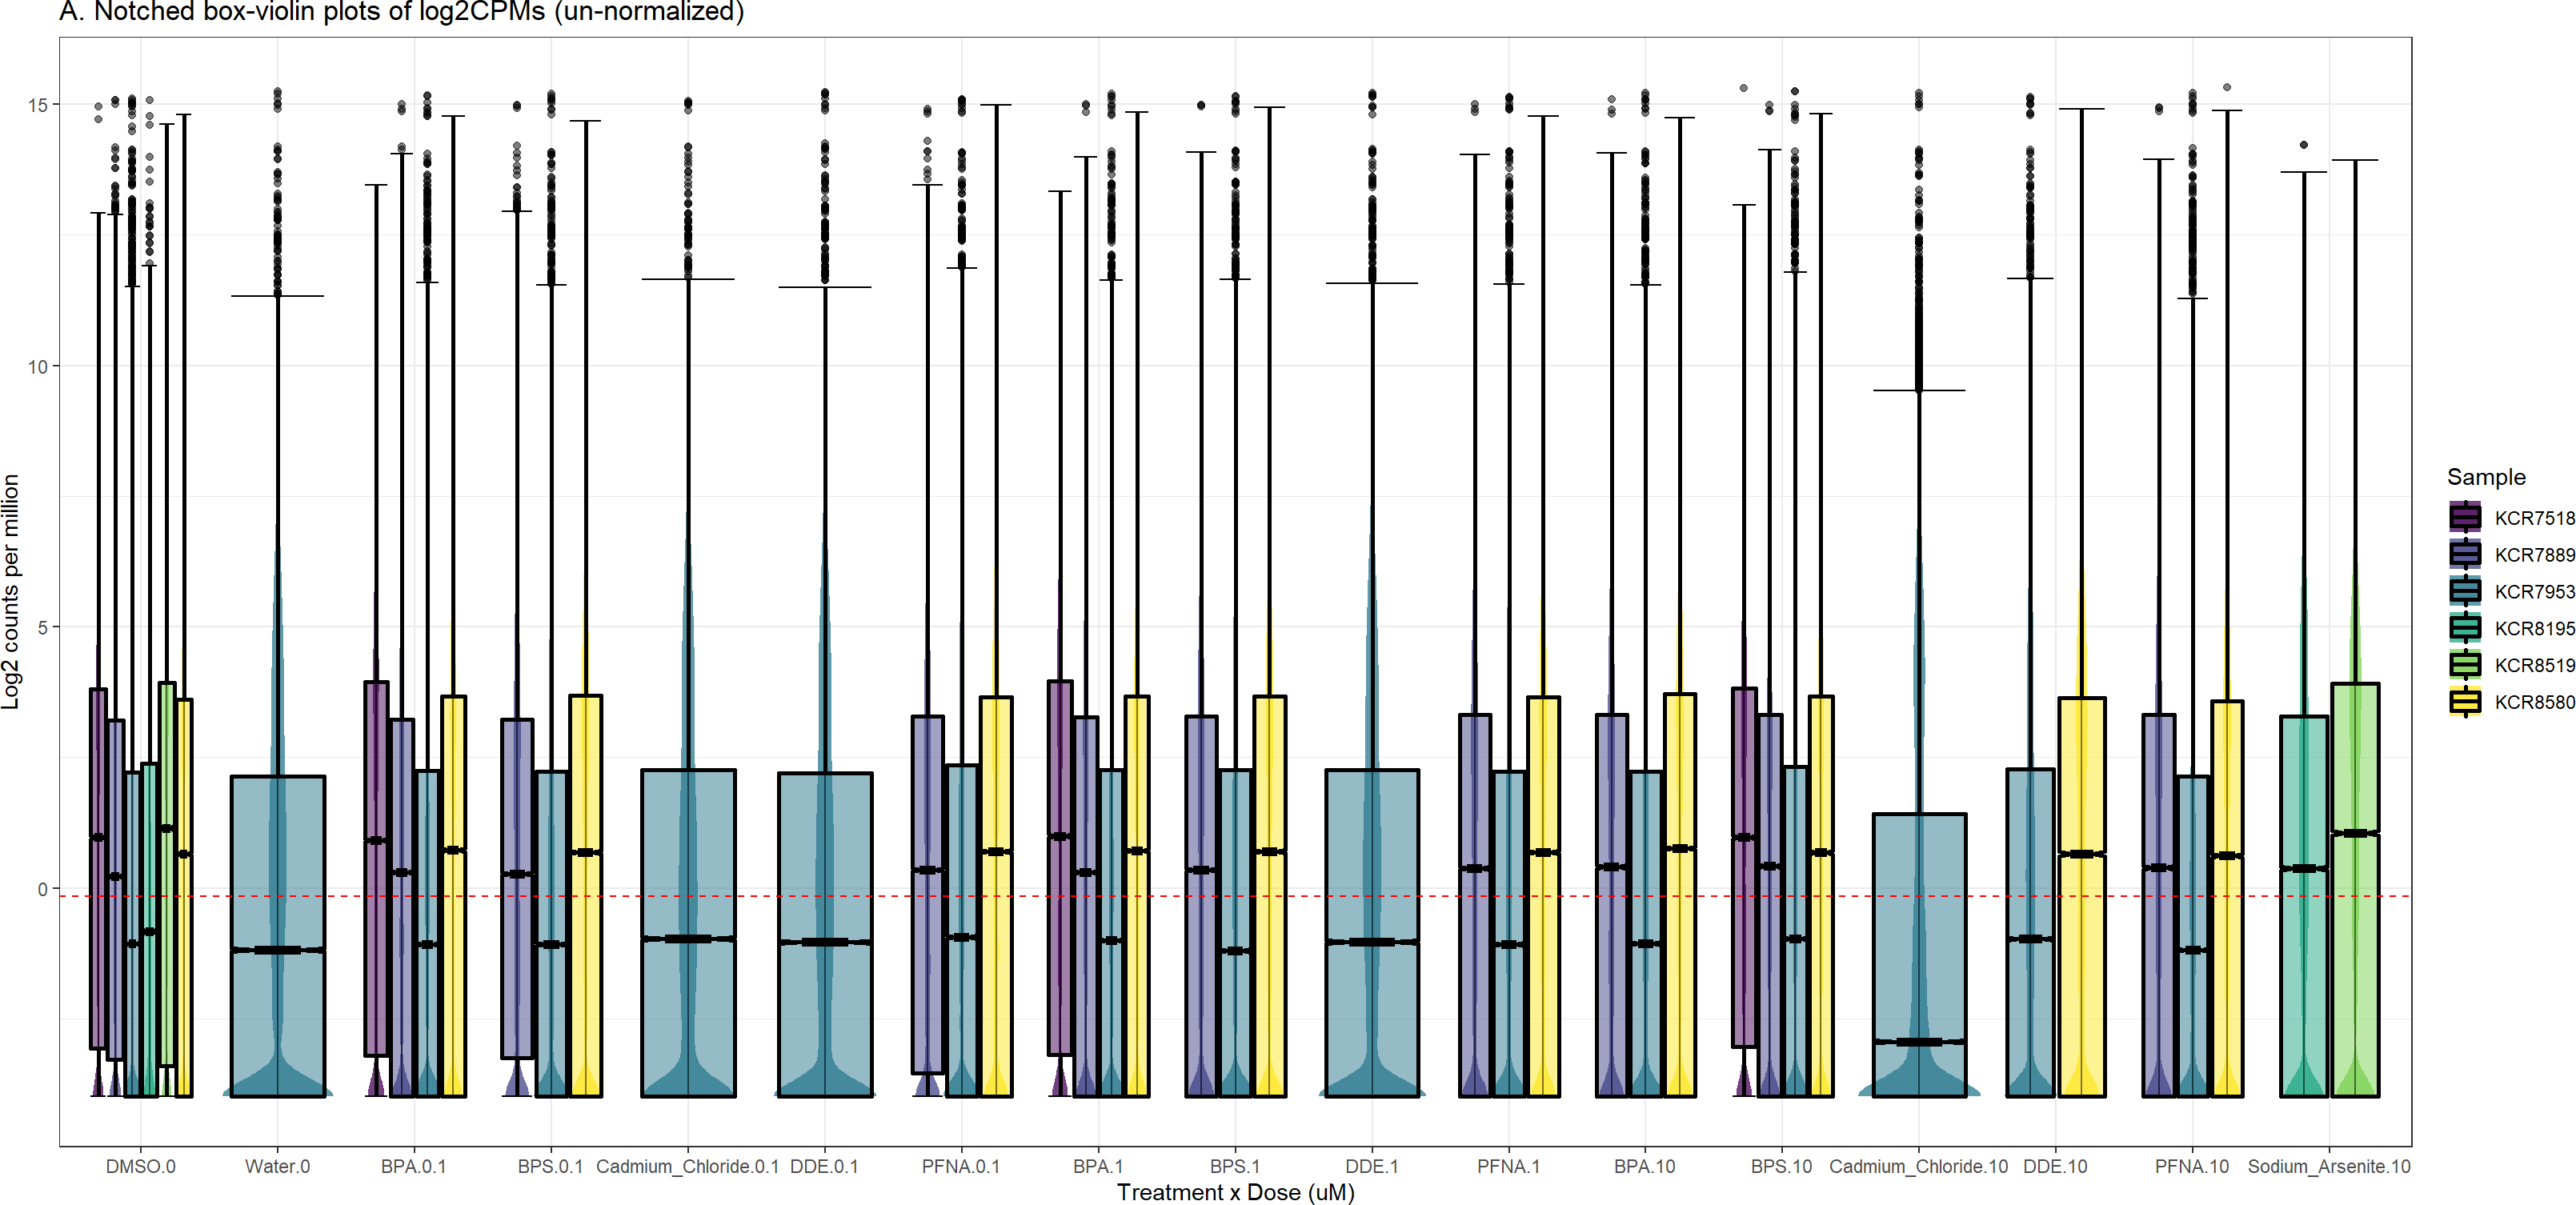 A. Notched box-violin plots of log2CPMs (un-normalized)
Log2 counts per million
15
10
5
0
DMSO.0 Water.0 BPA.0.1 BPS.0.1 Cadmium_Chloride.0.1 DDE.0.1 PFNA.0.1 BPA.1 BPS.1 DDE.1 PFNA.1 BPA.10 BPS.10 Cadmium_Chloride.10 DDE.10 PFNA.10 Sodium_Arsenite.10
Treatment x Dose (uM)
Sample
KCR7518
KCR7889
KCR7953
KCR8195
KCR8519
KCR8580